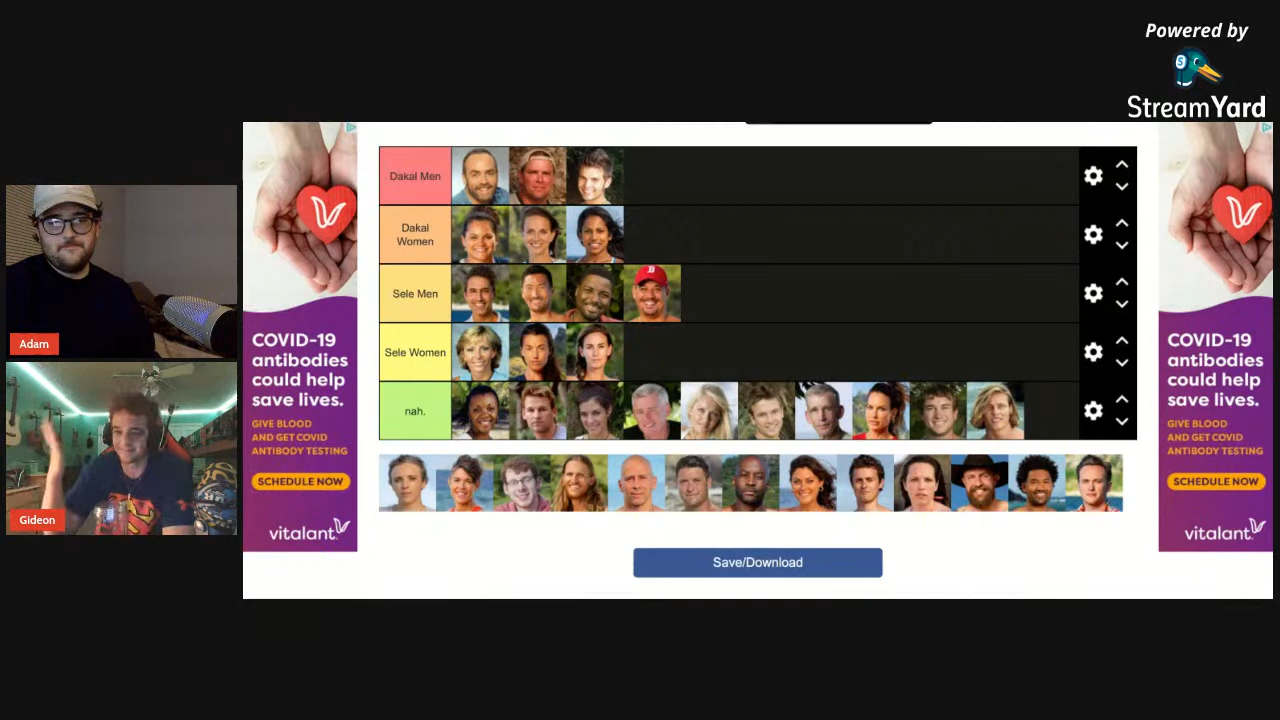 Powered by
S
StreamYard
COVID-19
antibodies
could help
save lives.
GIVE BLOOD
AND GET COVID
ANTIBODY TESTING
SCHEDULE NOW
vitalant
Dakal Men
Dakal
Women
Sele Men
B
Sele Women
nah.
Save/Download
COVID-19
antibodies
could help
save lives.
GIVE BLOOD
AND GET COVID
ANTIBODY TESTING
SCHEDULE NOW
vitalant
Adam
Gideon